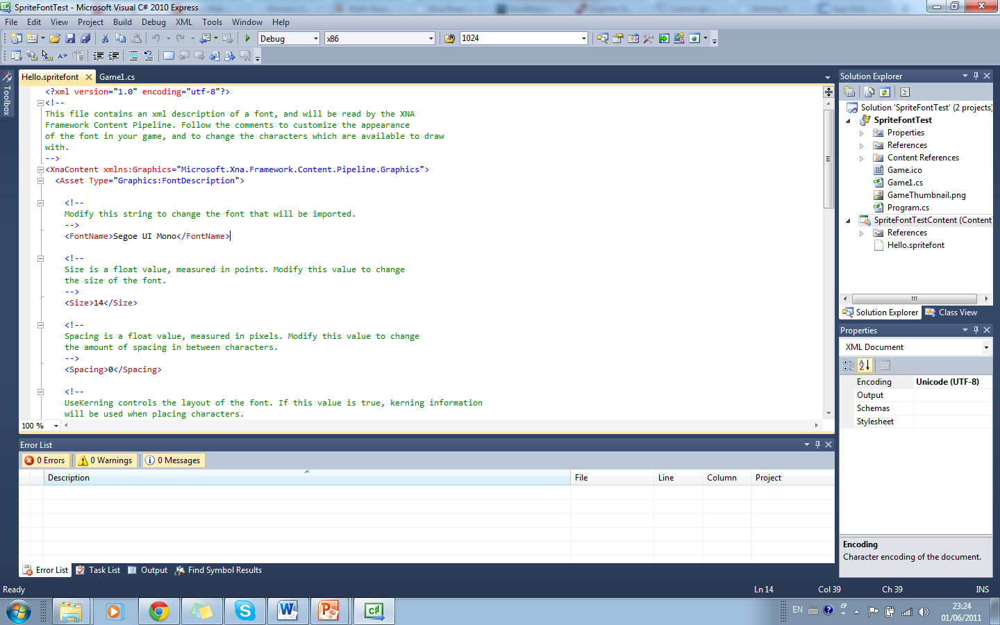 SpriteFontTest - Microsoft Visual C# 2010 Express
File Edit View Project Build Debug XML Tools Window Help
Debug x86 1024
Toolbox
Hello.spritefont Game1.cs
<?xml version="1.0" encoding="utf-8"?>
<!--
This file contains an xml description of a font, and will be read by the XNA
Framework Content Pipeline. Follow the comments to customize the appearance
of the font in your game, and to change the characters which are available to draw
with.
-->
<XnaContent xmlns:Graphics="Microsoft.Xna.Framework.Content.Pipeline.Graphics">
<Asset Type="Graphics:FontDescription">
<!--
Modify this string to change the font that will be imported.
-->
<FontName>Segoe UI Mono</FontName>
<!--
Size is a float value, measured in points. Modify this value to change
the size of the font.
-->
<Size>14</Size>
<!--
Spacing is a float value, measured in pixels. Modify this value to change
the amount of spacing in between characters.
-->
<Spacing>0</Spacing>
<!--
UseKerning controls the layout of the font. If this value is true, kerning information
will be used when placing characters.
100 %
Solution Explorer
Solution 'SpriteFontTest' (2 projects)
SpriteFontTest
Properties
References
Content References
Game.ico
Game1.cs
GameThumbnail.png
Program.cs
SpriteFontTestContent (Content
References
Hello.spritefont
Solution Explorer Class View
Properties
XML Document
Encoding Unicode (UTF-8)
Output
Schemas
Stylesheet
Encoding
Character encoding of the document.
Error List
0 Errors 0 Warnings 0 Messages
Description File Line Column Project
Error List Task List Output Find Symbol Results
Ready Ln 14 Col 39 Ch 39 INS
EN 23:24
01/06/2011